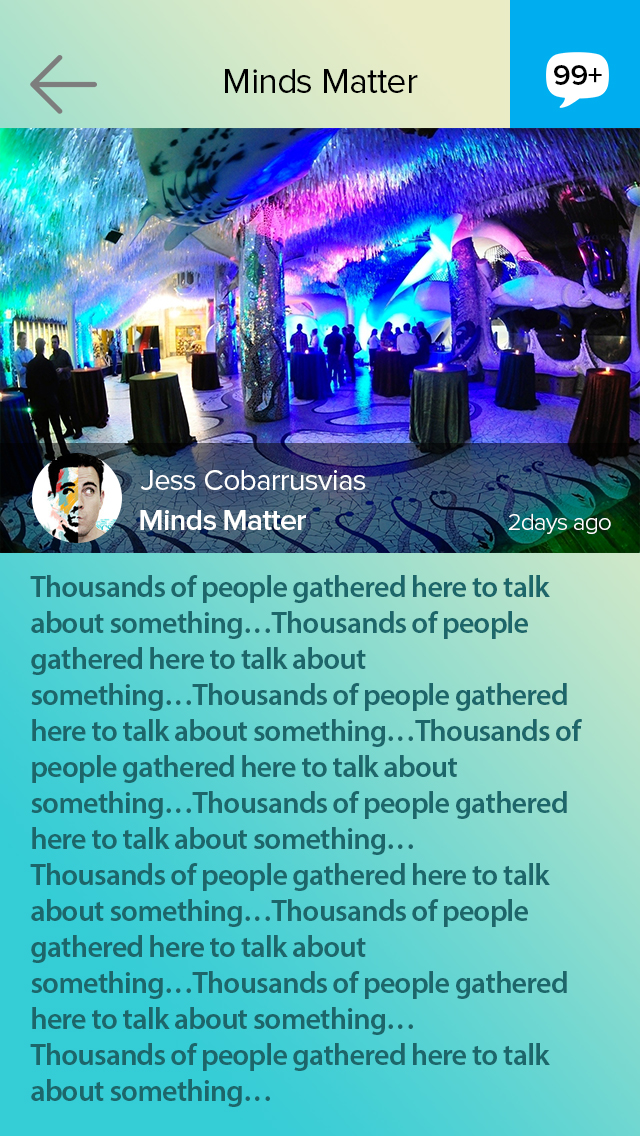 Minds Matter
99+
Jess Cobarrusvias
Minds Matter
2days ago
Thousands of people gathered here to talk
about something...Thousands of people
gathered here to talk about
something...Thousands of people gathered
here to talk about something...Thousands of
people gathered here to talk about
something...Thousands of people gathered
here to talk about something...
Thousands of people gathered here to talk
about something...Thousands of people
gathered here to talk about
something...Thousands of people gathered
here to talk about something...
Thousands of people gathered here to talk
about something...